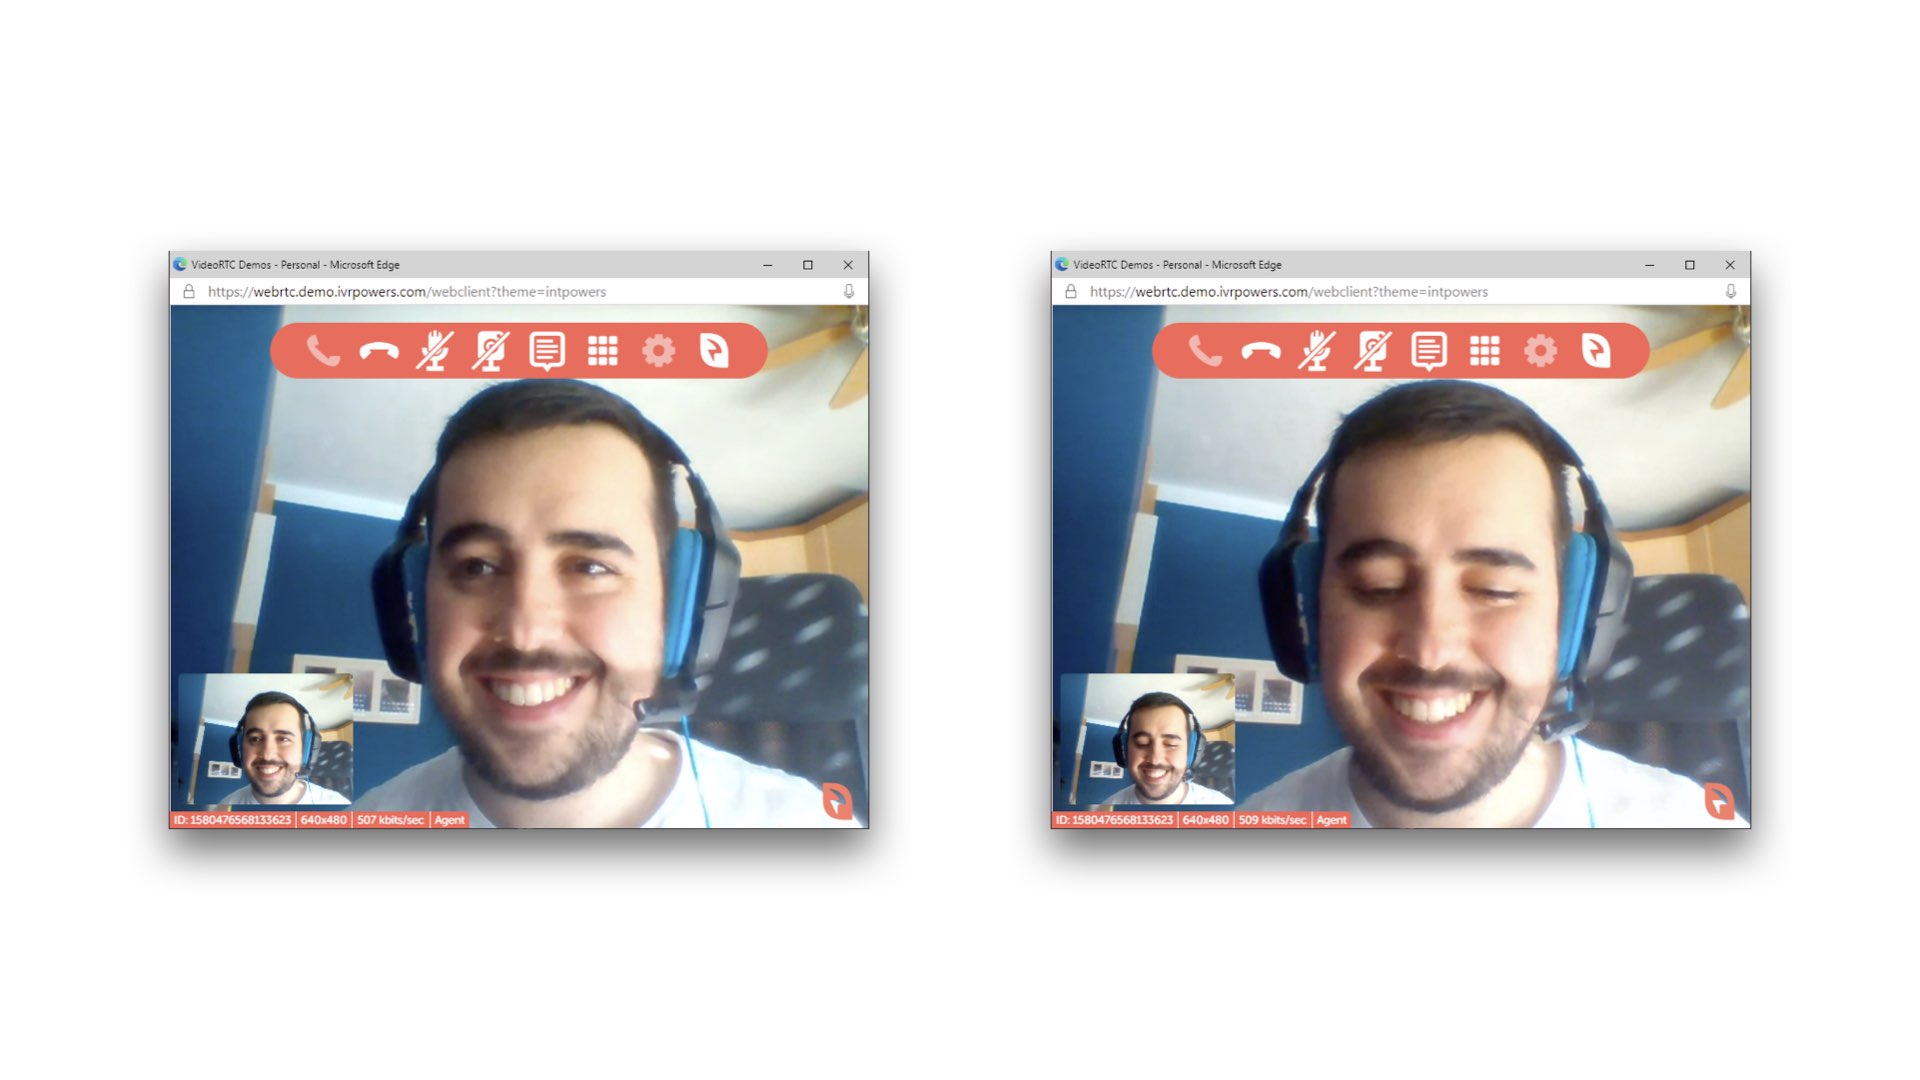 VideoRTC Demos - Personal - Microsoft Edge
https://webrtc.demo.ivrpowers.com/webclient?theme=intpowers
ID: 1580476568133623 640x480 507 kbits/sec Agent
VideoRTC Demos - Personal - Microsoft Edge
https://webrtc.demo.ivrpowers.com/webclient?theme=intpowers
ID: 1580476568133623 640x480 509 kbits/sec Agent